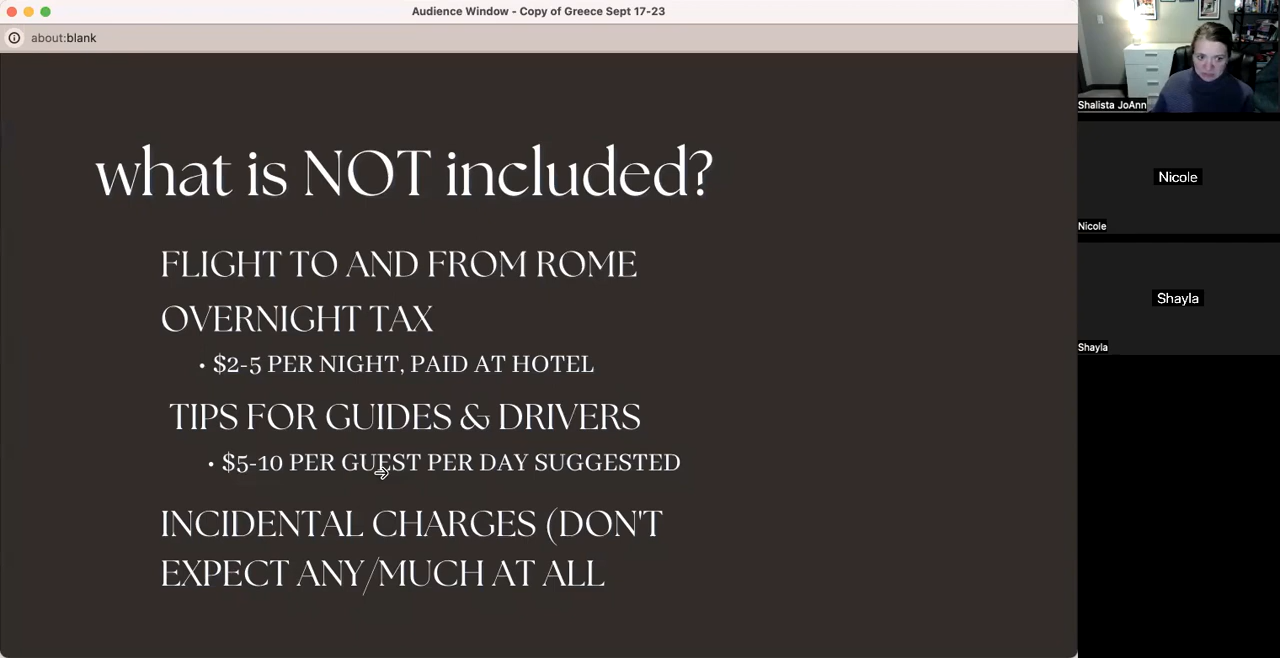 Audience Window - Copy of Greece Sept 17-23
about:blank
what is NOT included?
FLIGHT TO AND FROM ROME
OVERNIGHT TAX
• $2-5 PER NIGHT, PAID AT HOTEL
TIPS FOR GUIDES & DRIVERS
• $5-10 PER GUEST PER DAY SUGGESTED
INCIDENTAL CHARGES (DON'T
EXPECT ANY/MUCH AT ALL
Shalista JoAnn
Nicole
Nicole
Shayla
Shayla